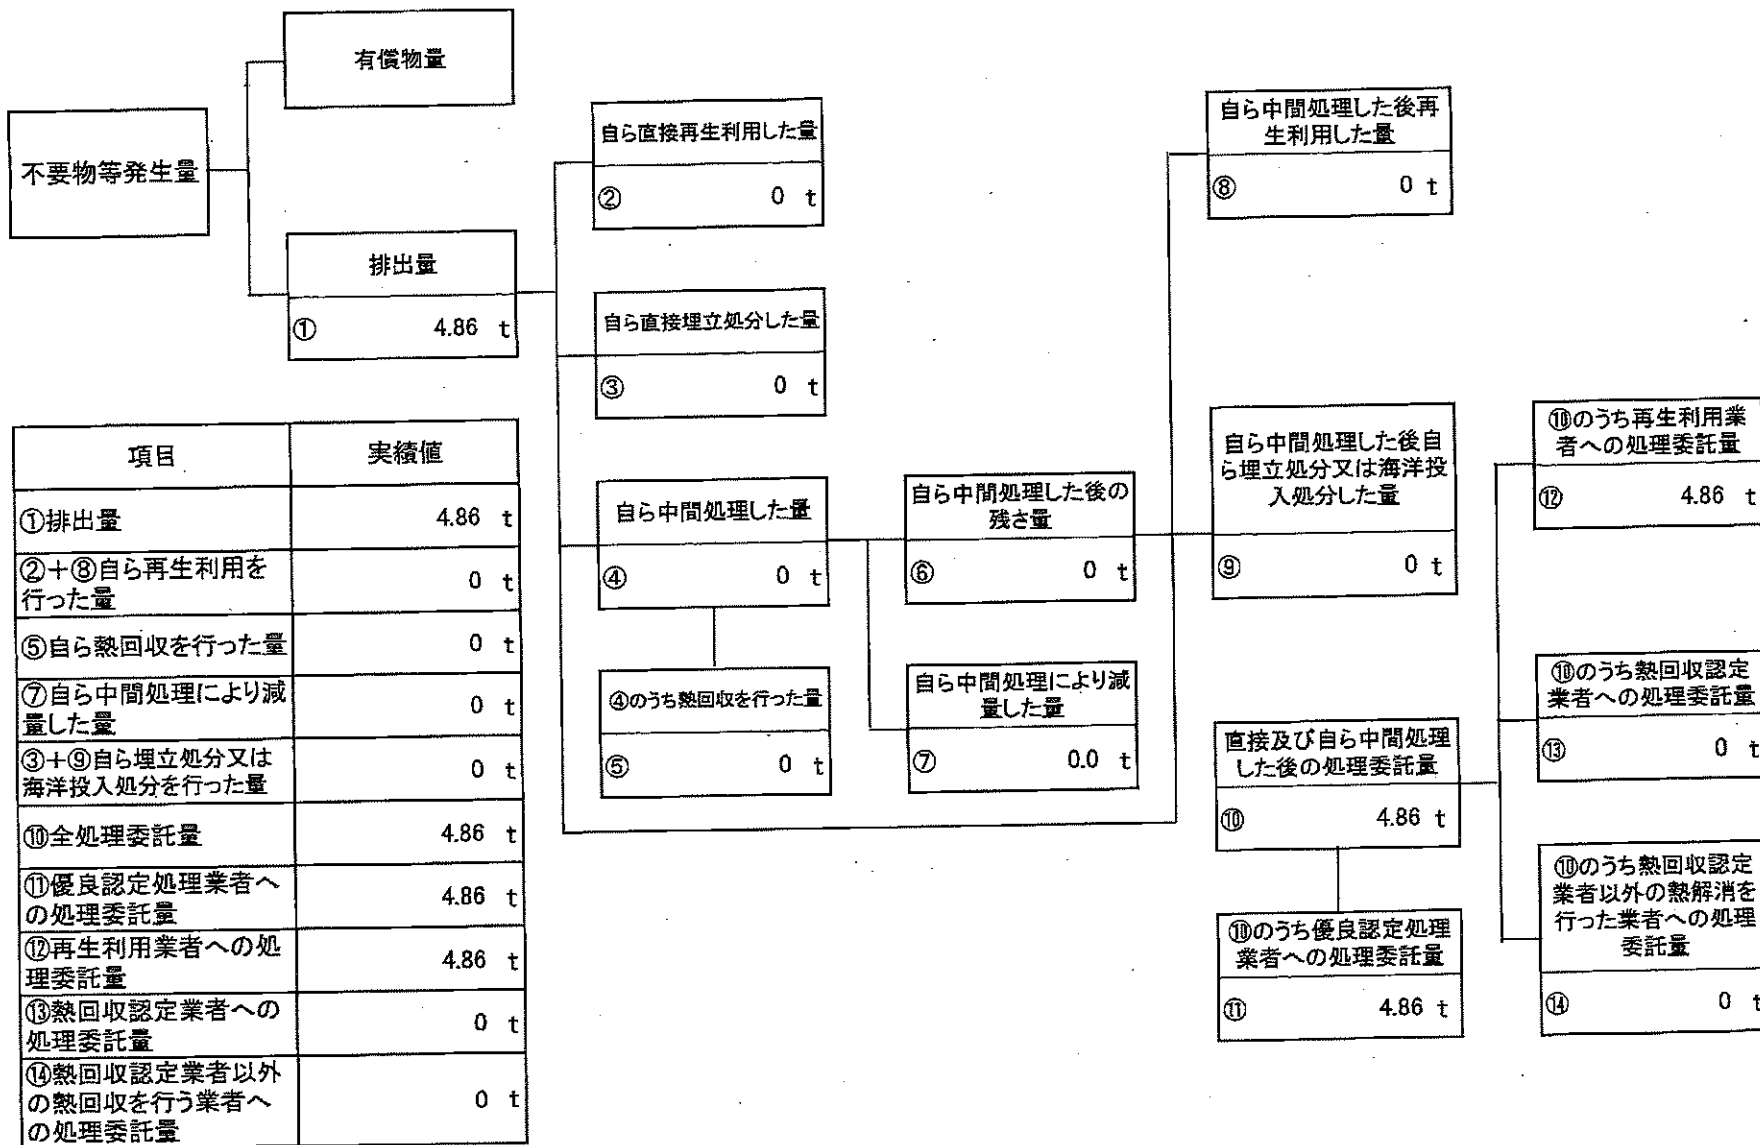 有償物量
不要物等発生量
排出量
① 4.86 t
自ら直接再生利用した量
② 0 t
自ら直接埋立処分した量
③ 0 t
自ら中間処理した量
④ 0 t
④のうち熱回収を行った量
⑤ 0 t
自ら中間処理した後の
残さ量
⑥ 0 t
自ら中間処理により減
量した量
⑦ 0.0 t
自ら中間処理した後再
生利用した量
⑧ 0 t
自ら中間処理した後自
ら埋立処分又は海洋投
入処分した量
⑨ 0 t
直接及び自ら中間処理
した後の処理委託量
⑩ 4.86 t
⑩のうち優良認定処理
業者への処理委託量
⑪ 4.86 t
⑩のうち再生利用業
者への処理委託量
⑫ 4.86 t
⑩のうち熱回収認定
業者への処理委託量
⑬ 0 t
⑩のうち熱回収認定
業者以外の熱解消を
行った業者への処理
委託量
⑭ 0 t
項目 実績値
①排出量 4.86 t
②+⑧自ら再生利用を
行った量 0 t
⑤自ら熱回収を行った量 0 t
⑦自ら中間処理により減
量した量 0 t
③+⑨自ら埋立処分又は
海洋投入処分を行った量 0 t
⑩全処理委託量 4.86 t
⑪優良認定処理業者へ
の処理委託量 4.86 t
⑫再生利用業者への処
理委託量 4.86 t
⑬熱回収認定業者への
処理委託量 0 t
⑭熱回収認定業者以外
の熱回収を行う業者へ
の処理委託量 0 t